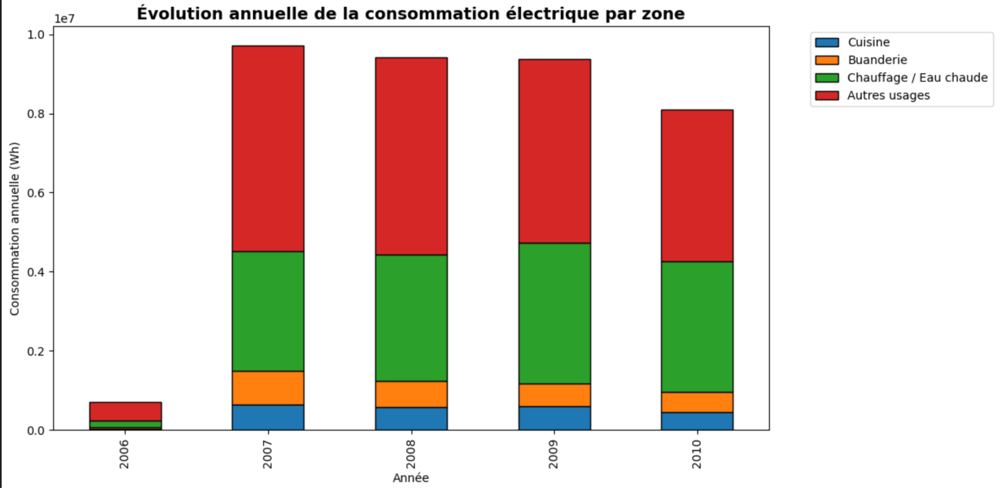 Évolution annuelle de la consommation électrique par zone
1e7
1.0
0.8
0.6
0.4
0.2
0.0
Consommation annuelle (Wh)
2006
2007
2008
2009
2010
Année
Cuisine
Buanderie
Chauffage / Eau chaude
Autres usages